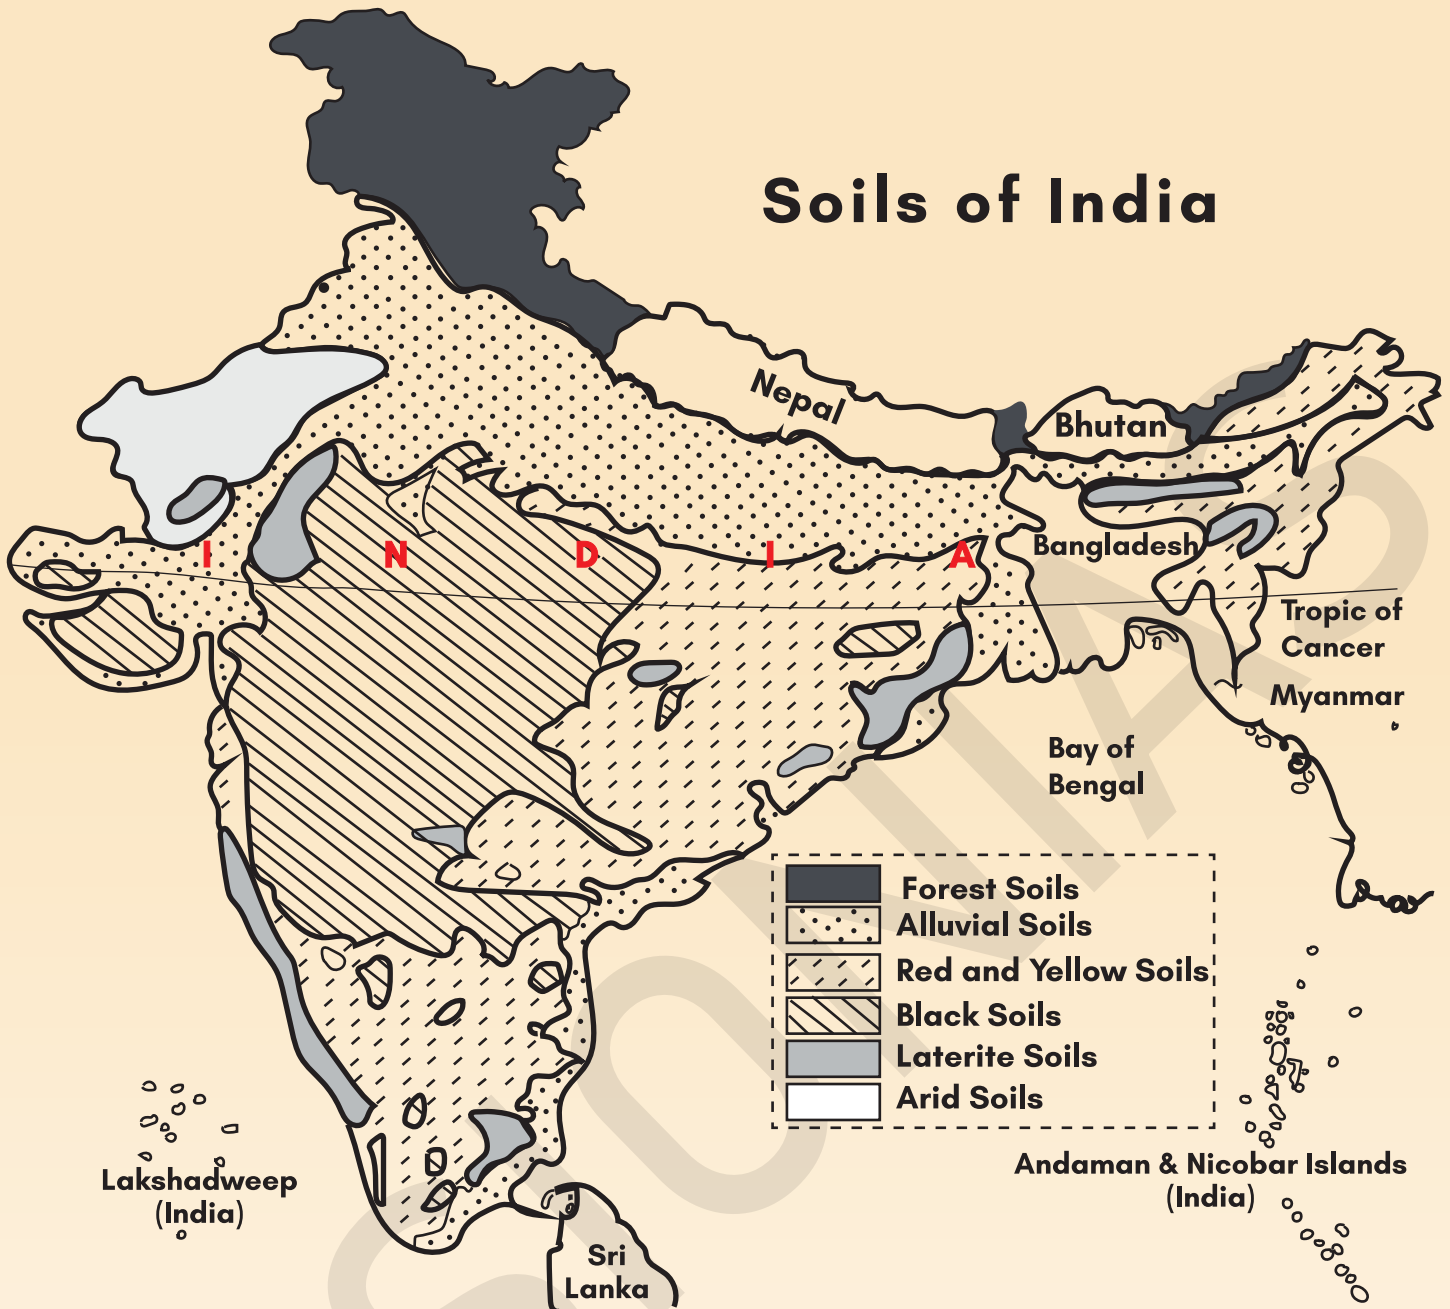 Soils of India
Nepal
Bhutan
I N D I A
Bangladesh
Tropic of
Cancer
Myanmar
Bay of
Bengal
Forest Soils
Alluvial Soils
Red and Yellow Soils
Black Soils
Laterite Soils
Arid Soils
Lakshadweep
(India)
Andaman & Nicobar Islands
(India)
Sri
Lanka